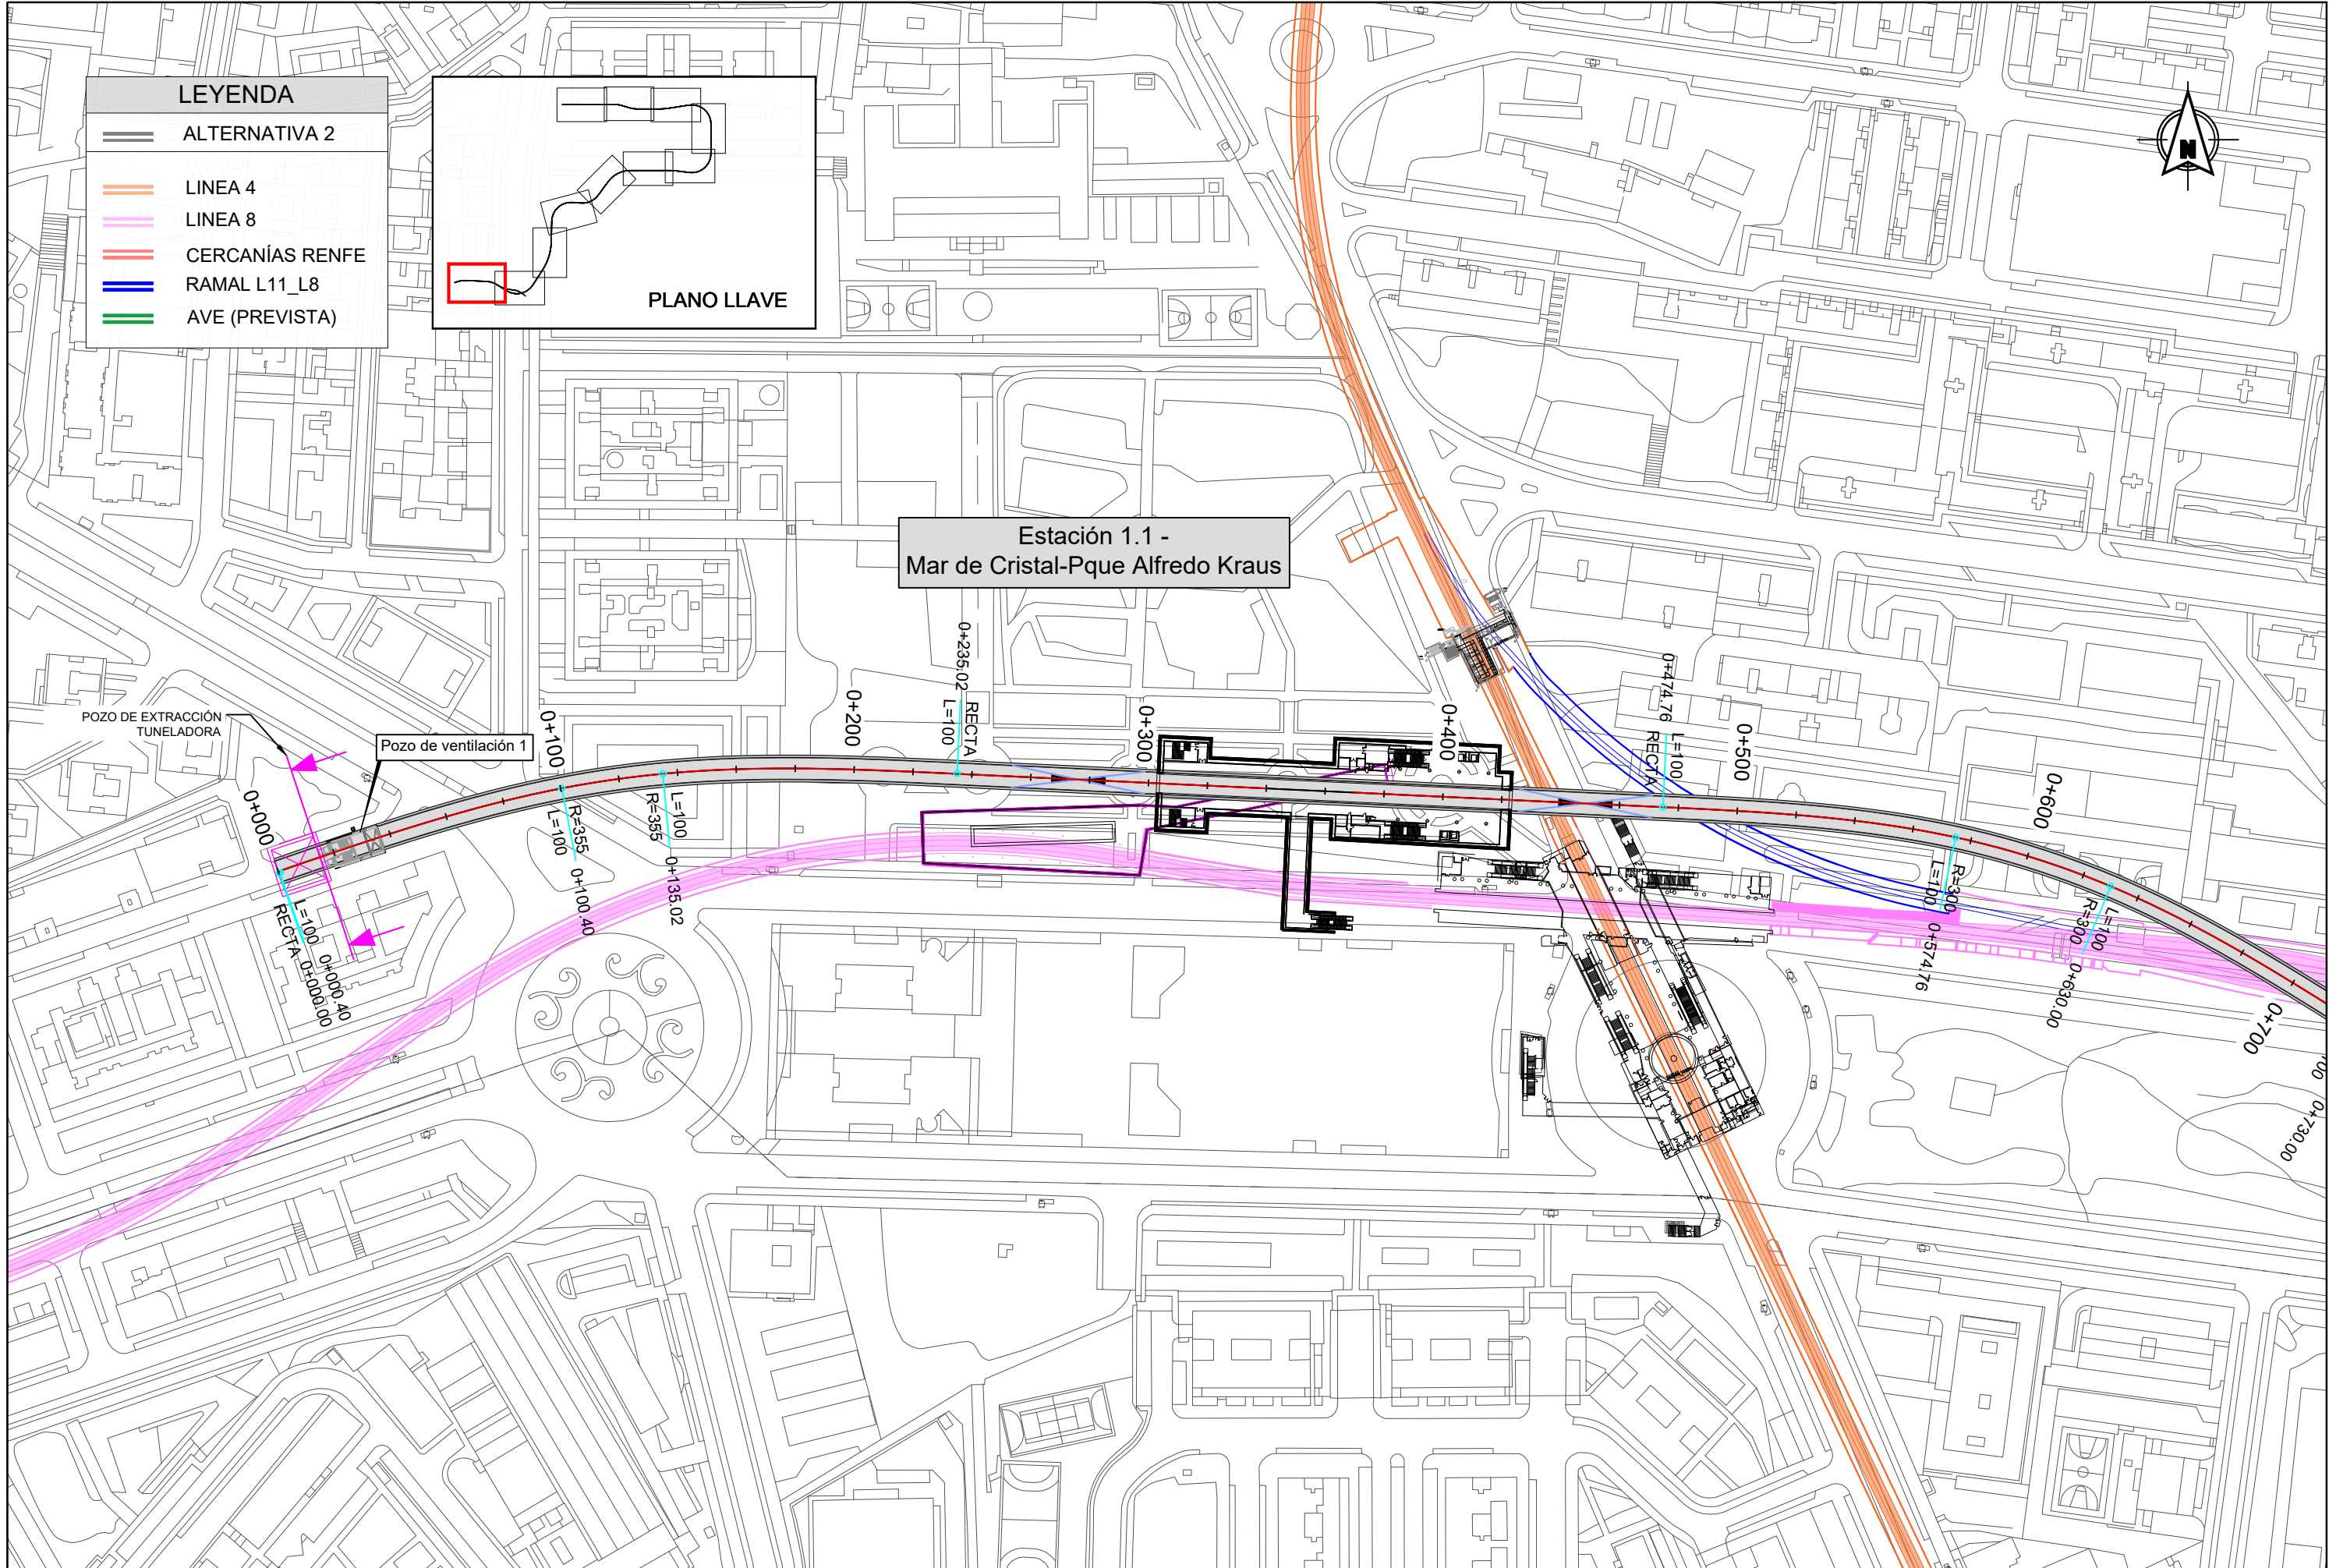 LEYENDA
ALTERNATIVA 2
LINEA 4
LINEA 8
CERCANÍAS RENFE
RAMAL L11_L8
AVE (PREVISTA)
PLANO LLAVE
N
Estación 1.1 -
Mar de Cristal-Pque Alfredo Kraus
POZO DE EXTRACCIÓN
TUNELADORA
Pozo de ventilación 1
0+000
0+100
0+200
0+300
0+400
0+500
0+600
0+700
RECTA
L=100
0+000.00
0+000.40
L=100
R=355
0+100.40
R=355
L=100
0+135.02
0+235.02
L=100
RECTA
0+474.76
RECTA
L=100
L=100
R=300
0+574.76
R=300
L=100
0+630.00
00
0+730.00